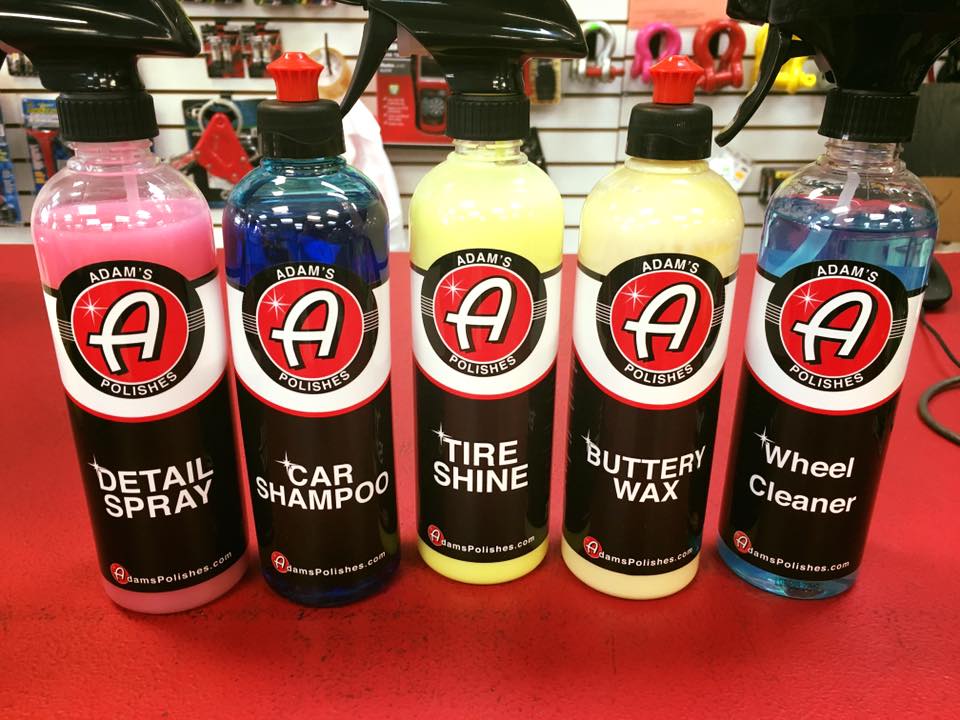 ADAM'S
A
POLISHES
DETAIL
SPRAY
AdamsPolishes.com
ADAM'S
A
POLISHES
CAR
SHAMPOO
AdamsPolishes.com
ADAM'S
A
POLISHES
TIRE
SHINE
AdamsPolishes.com
ADAM'S
A
POLISHES
BUTTERY
WAX
AdamsPolishes.com
ADAM'S
A
POLISHES
Wheel
Cleaner
AdamsPolishes.com